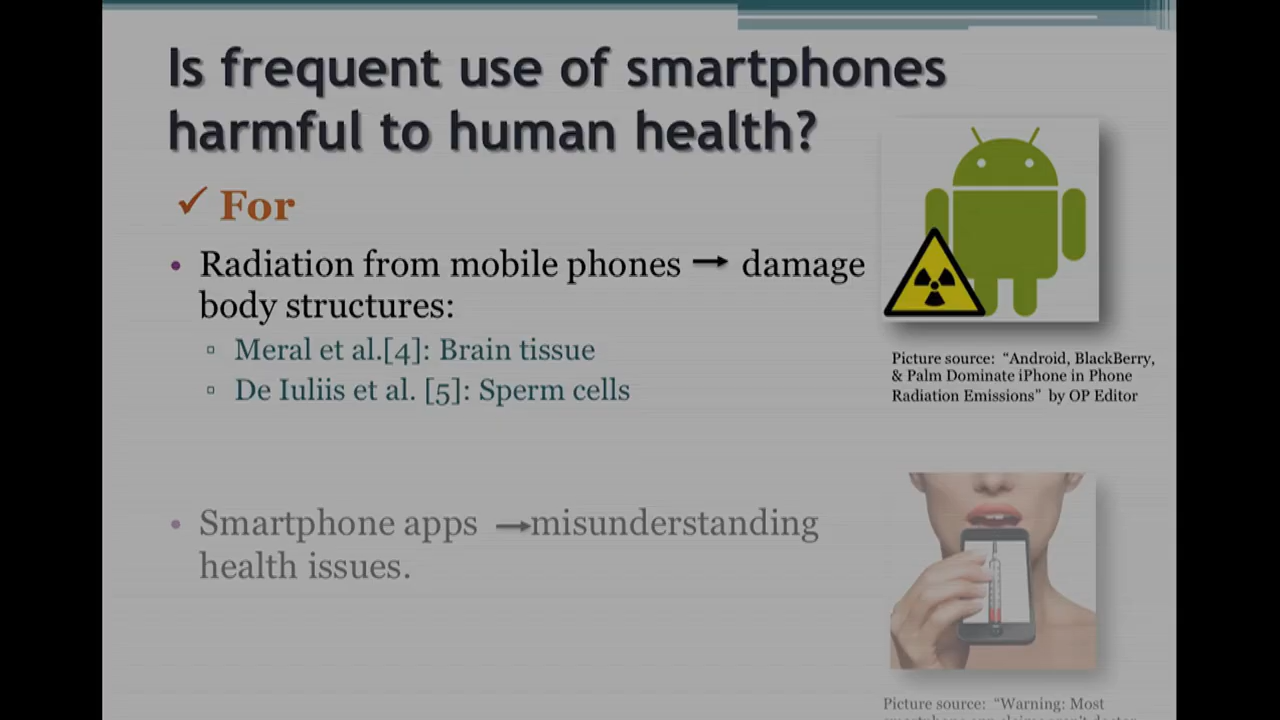 Is frequent use of smartphones
harmful to human health?
✓ For
• Radiation from mobile phones → damage
body structures:
▫ Meral et al.[4]: Brain tissue
▫ De Iuliis et al. [5]: Sperm cells
Picture source: “Android, BlackBerry,
& Palm Dominate iPhone in Phone
Radiation Emissions” by OP Editor
• Smartphone apps →misunderstanding
health issues.
Picture source: “Warning: Most